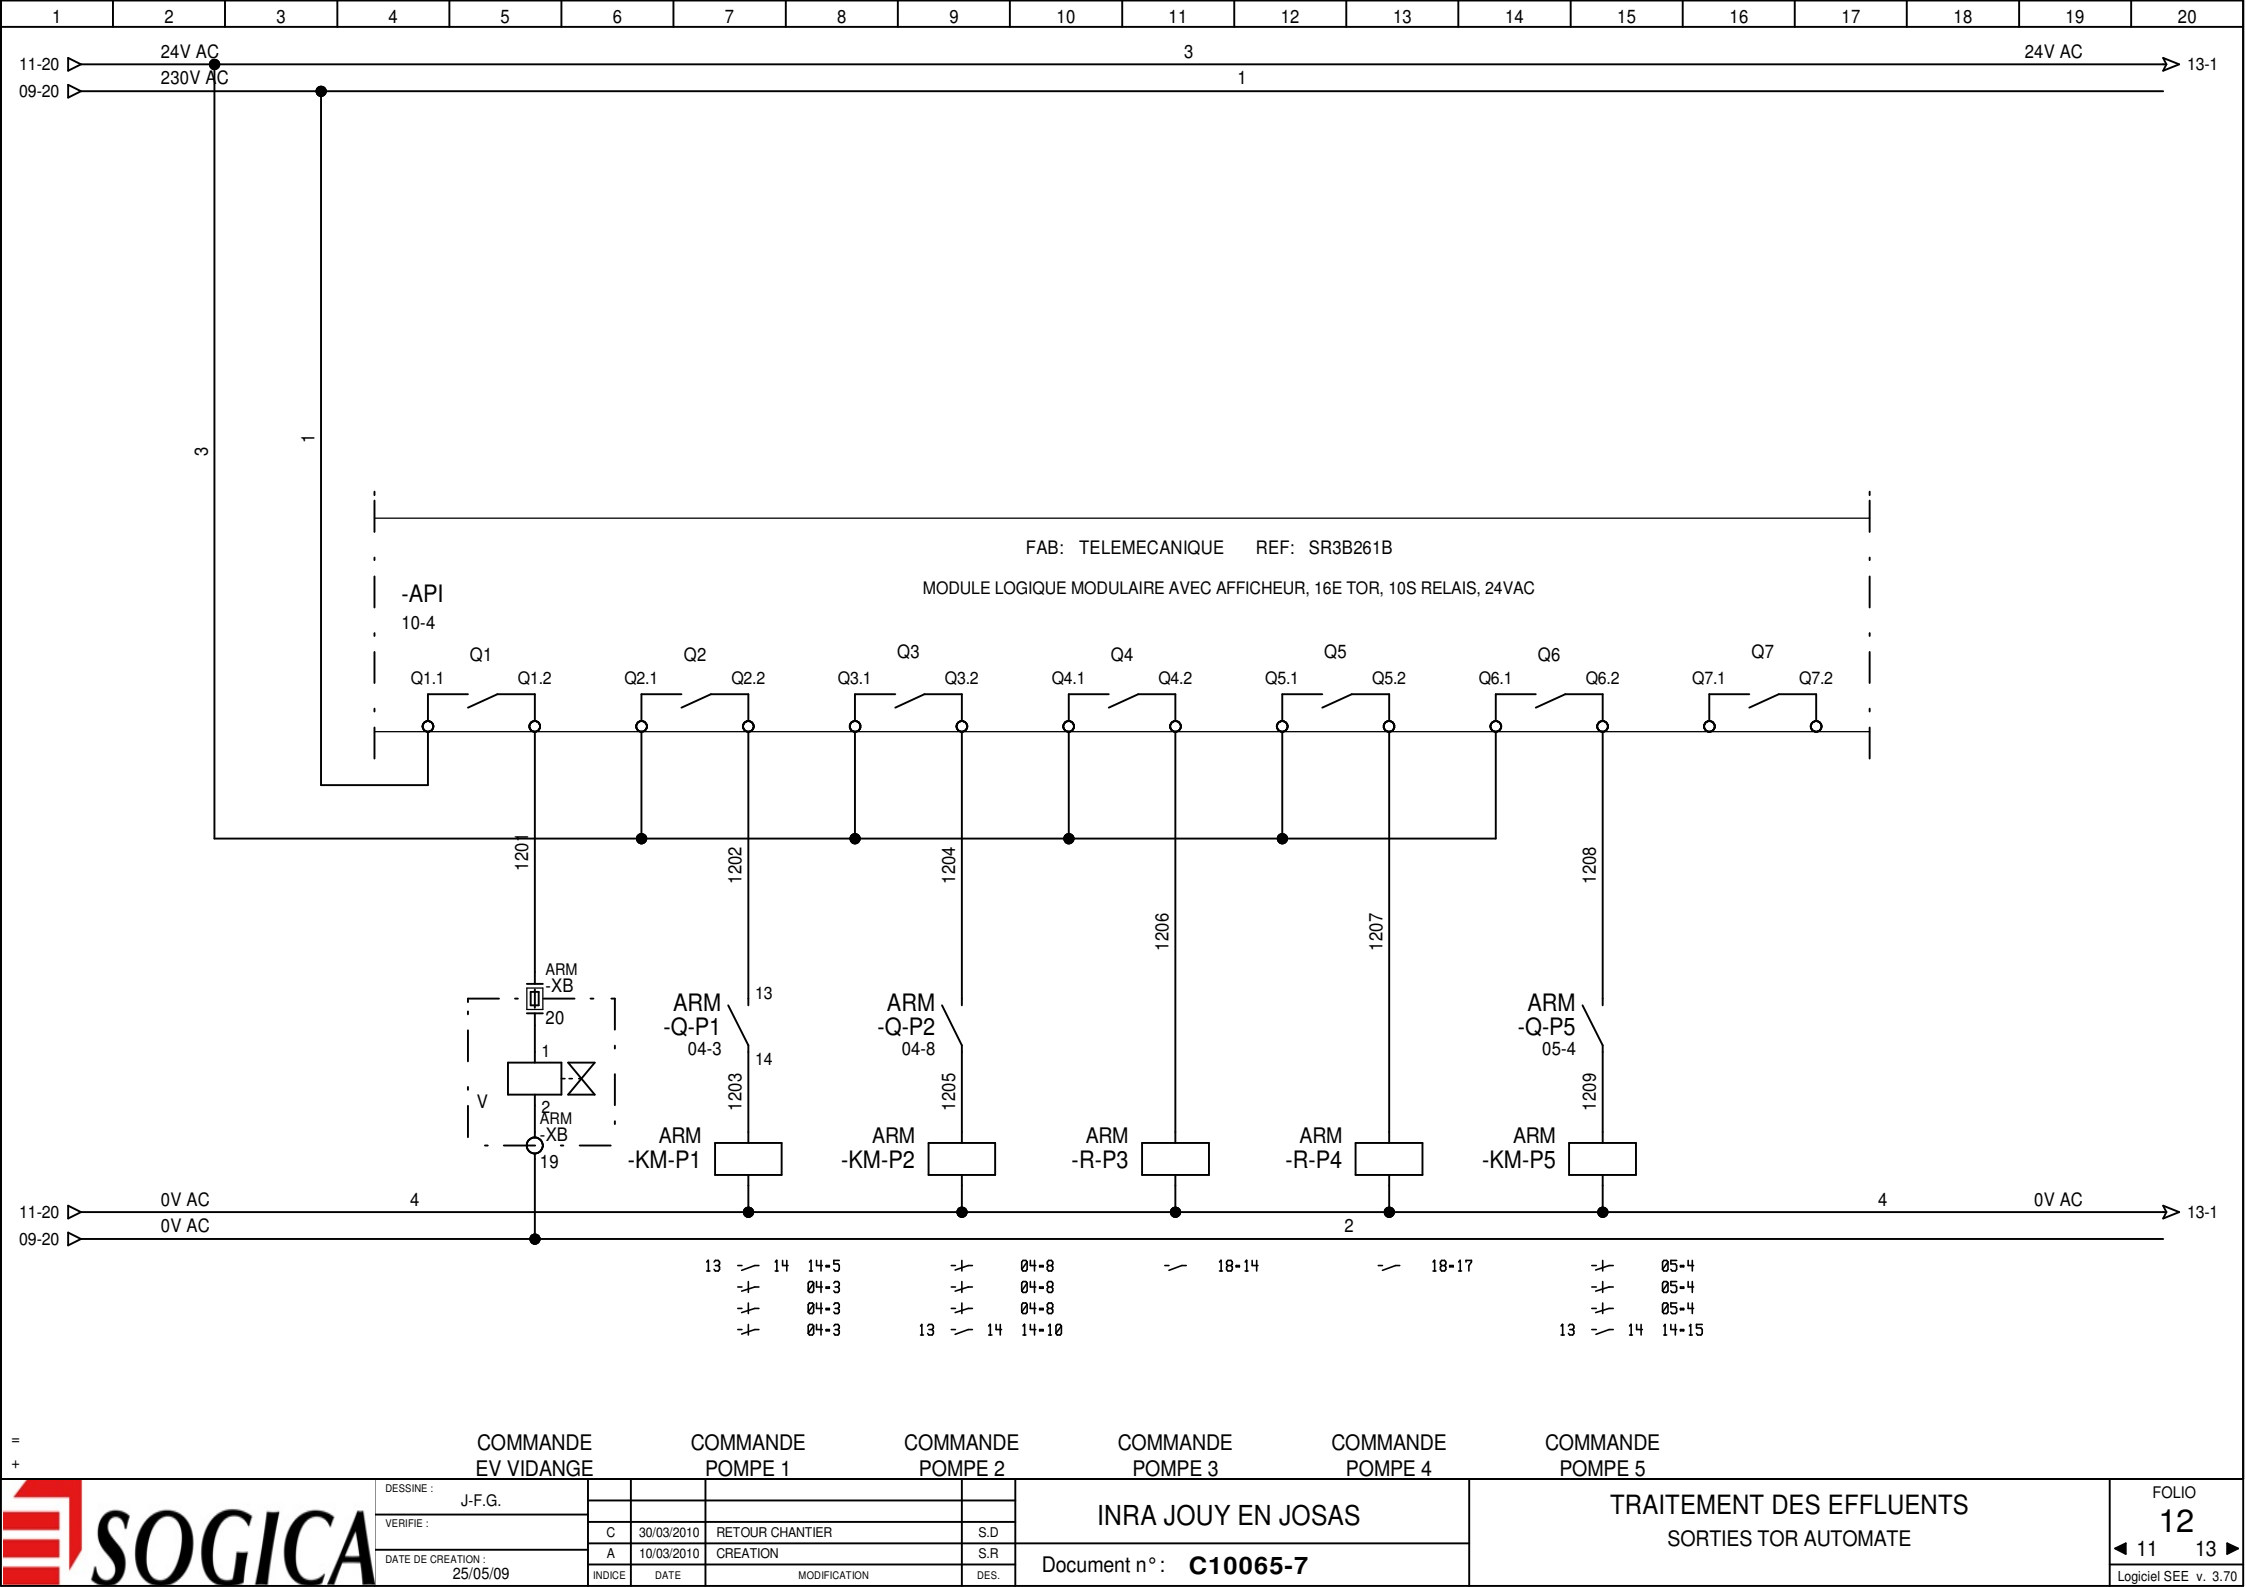 1 2 3 4 5 6 7 8 9 10 11 12 13 14 15 16 17 18 19 20
24V AC 3 24V AC
11-20 13-1
230V AC 1
09-20
3 1
FAB: TELEMECANIQUE REF: SR3B261B
MODULE LOGIQUE MODULAIRE AVEC AFFICHEUR, 16E TOR, 10S RELAIS, 24VAC
-API
10-4
Q1 Q2 Q3 Q4 Q5 Q6 Q7
Q1.1 Q1.2 Q2.1 Q2.2 Q3.1 Q3.2 Q4.1 Q4.2 Q5.1 Q5.2 Q6.1 Q6.2 Q7.1 Q7.2
1201 1202 1204 1206 1207 1208
ARM
-XB
20
1
V
2
ARM
-XB
19
ARM
-Q-P1
04-3
13
14
1203
ARM
-KM-P1
ARM
-Q-P2
04-8
1205
ARM
-KM-P2
ARM
-R-P3
ARM
-R-P4
ARM
-Q-P5
05-4
1209
ARM
-KM-P5
0V AC 4 4 0V AC
11-20 13-1
0V AC 2
09-20
13 14 14-5 04-8 18-14 18-17 05-4
04-3 04-8 05-4
04-3 04-8 05-4
04-3 13 14 14-10 13 14 14-15
=
+
COMMANDE COMMANDE COMMANDE COMMANDE COMMANDE COMMANDE
EV VIDANGE POMPE 1 POMPE 2 POMPE 3 POMPE 4 POMPE 5
SOGICA
DESSINE :
J-F.G.
VERIFIE :
DATE DE CREATION :
25/05/09
C 30/03/2010 RETOUR CHANTIER S.D
A 10/03/2010 CREATION S.R
INDICE DATE MODIFICATION DES.
INRA JOUY EN JOSAS
Document n° : C10065-7
TRAITEMENT DES EFFLUENTS
SORTIES TOR AUTOMATE
FOLIO
12
11 13
Logiciel SEE v. 3.70